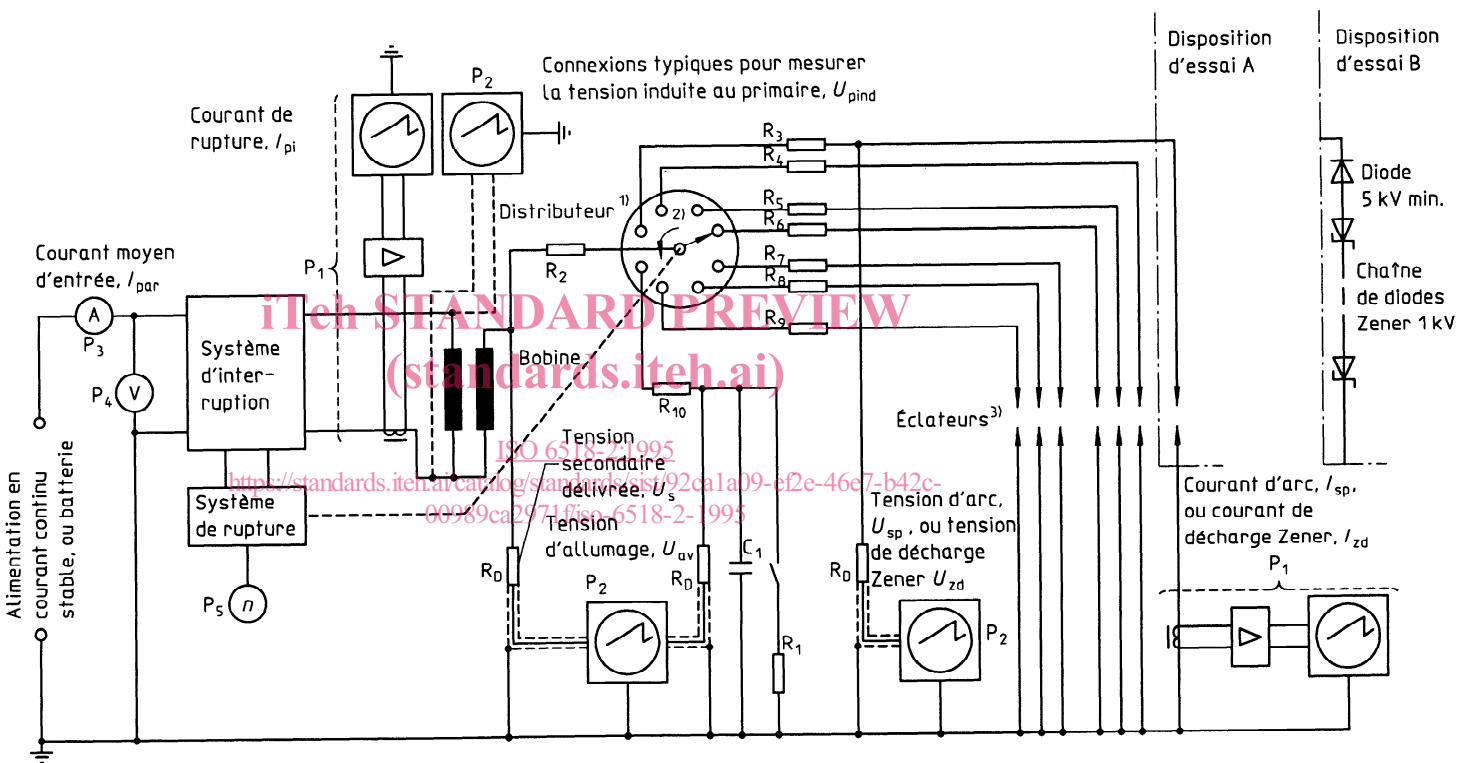 Disposition
d'essai A
Disposition
d'essai B
P2
Connexions typiques pour mesurer
la tension induite au primaire, Upind
Courant de
rupture, Ipi
R3
R4
R5
R6
R7
R8
R9
Diode
5 kV min.
Distributeur 1)
2)
P1
R2
Chaîne
de diodes
Zener 1 kV
Courant moyen
d'entrée, Ipar
A
P3
P4
V
Système
d'inter-
ruption
iTeh STANDARD PREVIEW
(standards.iteh.ai)
Bobine
R10
Éclateurs 3)
ISO 6518-2:1995
https://standards.iteh.ai/catalog/standards/sist/92ca1a09-ef2e-46e7-b42c-
00989ca2971f/iso-6518-2-1995
Tension
secondaire
délivrée, Us
Tension
d'allumage, Uav
Système
de rupture
P5
n
Alimentation en
courant continu
stable, ou batterie
RD
P2
RD
C1
R1
RD
Tension d'arc,
Usp, ou tension
de décharge
Zener Uzd
P2
Courant d'arc, Isp,
ou courant de
décharge Zener, Izd
P1